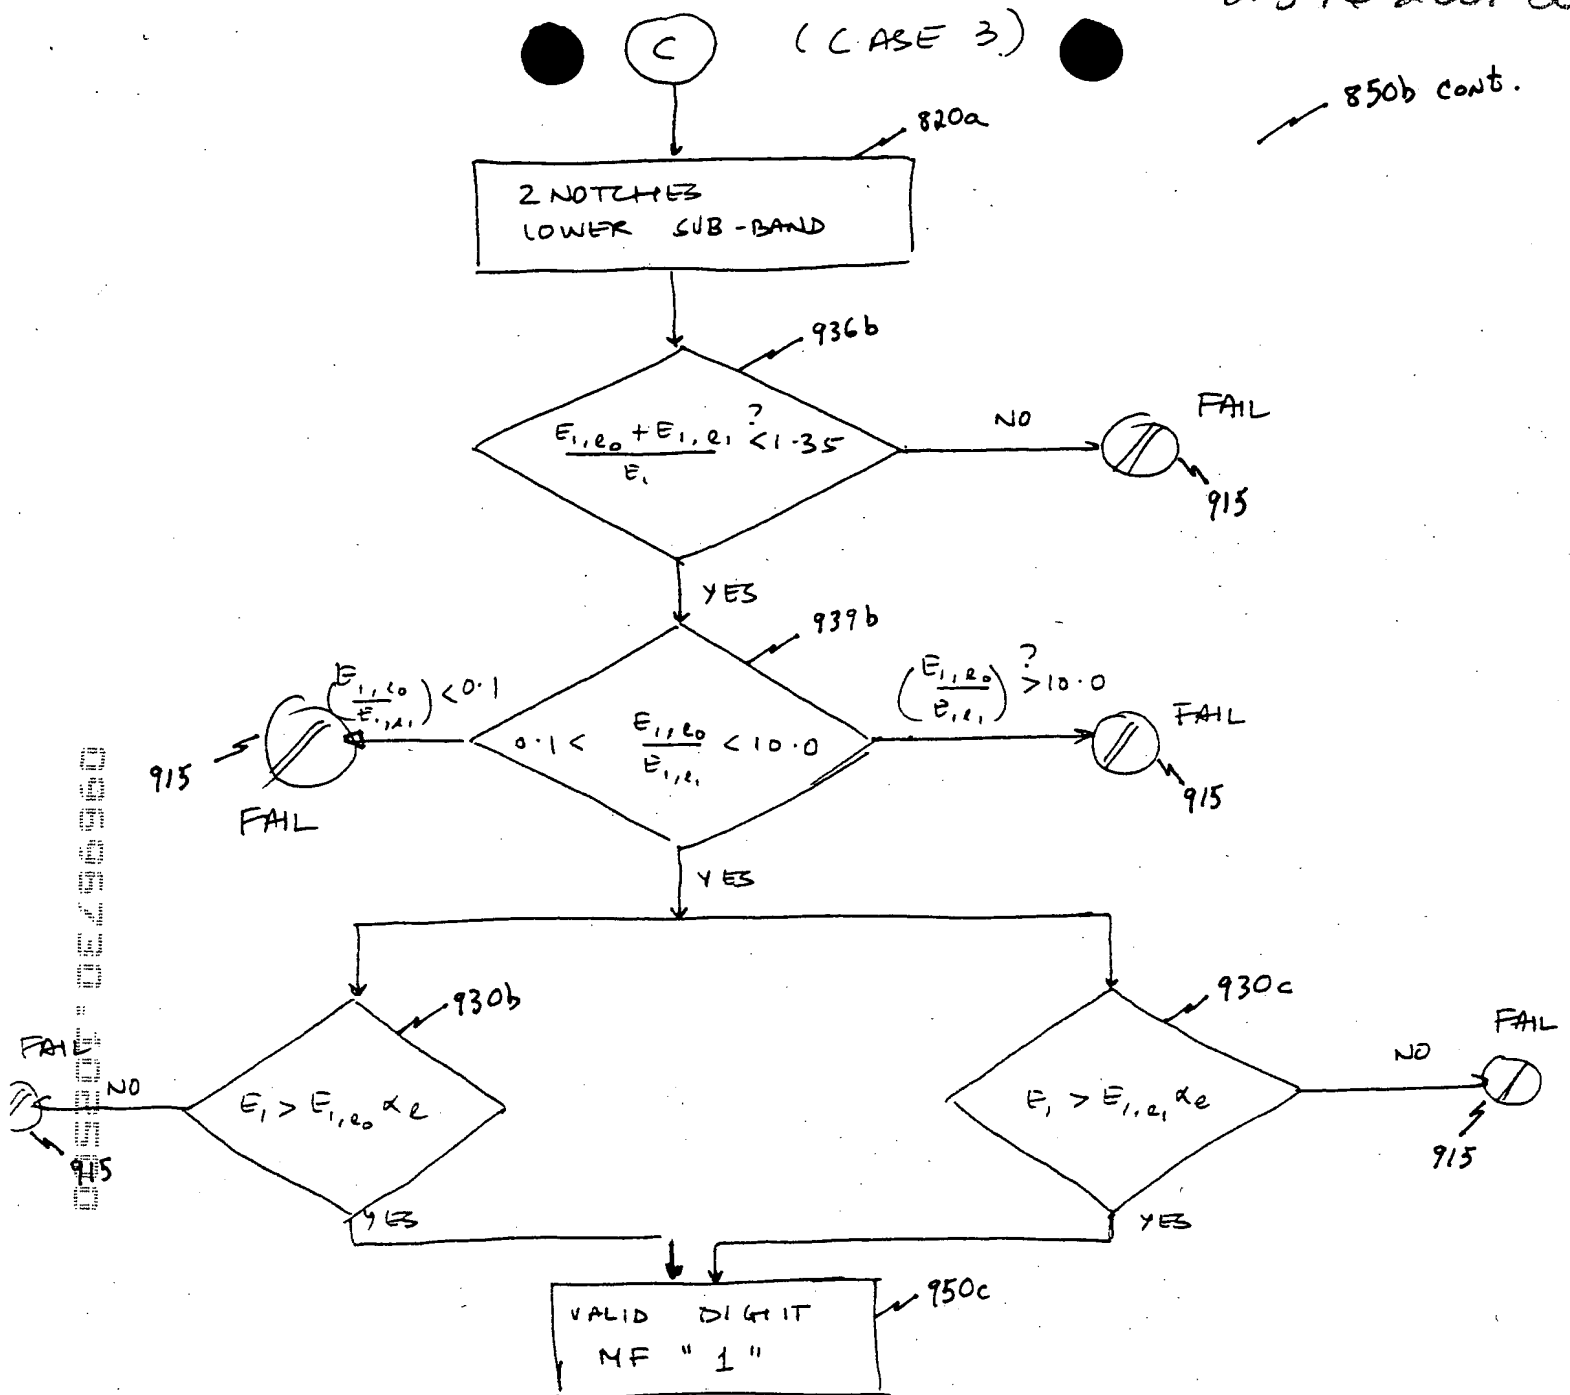 C
(CASE 3)
850b cont.
820a
2 NOTCHES
LOWER SUB-BAND
936b
E₁,e₀ + E₁,e₁ ? < 1.35
E₁
NO
FAIL
915
YES
939b
(E₁,e₀ / E₁,e₁) < 0.1
0.1 < E₁,e₀ / E₁,e₁ < 10.0
(E₁,e₀ / E₁,e₁) ? > 10.0
FAIL
915
915
FAIL
YES
930b
930c
FAIL
NO
E₁ > E₁,e₀ αe
E₁ > E₁,e₁ αe
NO
FAIL
915
915
YES
YES
950c
VALID DIGIT
MF "1"